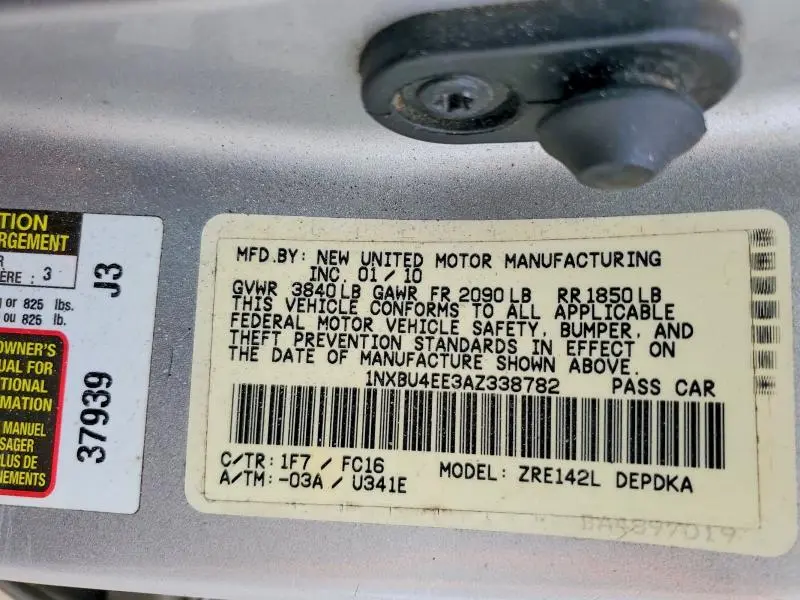 TION
RGEMENT
R
ÈRE : 3
g or 825 lbs.
ou 825 lb.
OWNER'S
UAL FOR
TIONAL
MATION
MANUEL
SAGER
PLUS DE
NEMENTS
37939 J3
MFD.BY: NEW UNITED MOTOR MANUFACTURING
INC. 01/10
GVWR 3840LB GAWR FR 2090LB RR1850LB
THIS VEHICLE CONFORMS TO ALL APPLICABLE
FEDERAL MOTOR VEHICLE SAFETY, BUMPER, AND
THEFT PREVENTION STANDARDS IN EFFECT ON
THE DATE OF MANUFACTURE SHOWN ABOVE.
1NXBU4EE3AZ338782 PASS CAR
C/TR: 1F7 / FC16
A/TM: -03A / U341E
MODEL: ZRE142L DEPDKA
BA4897019